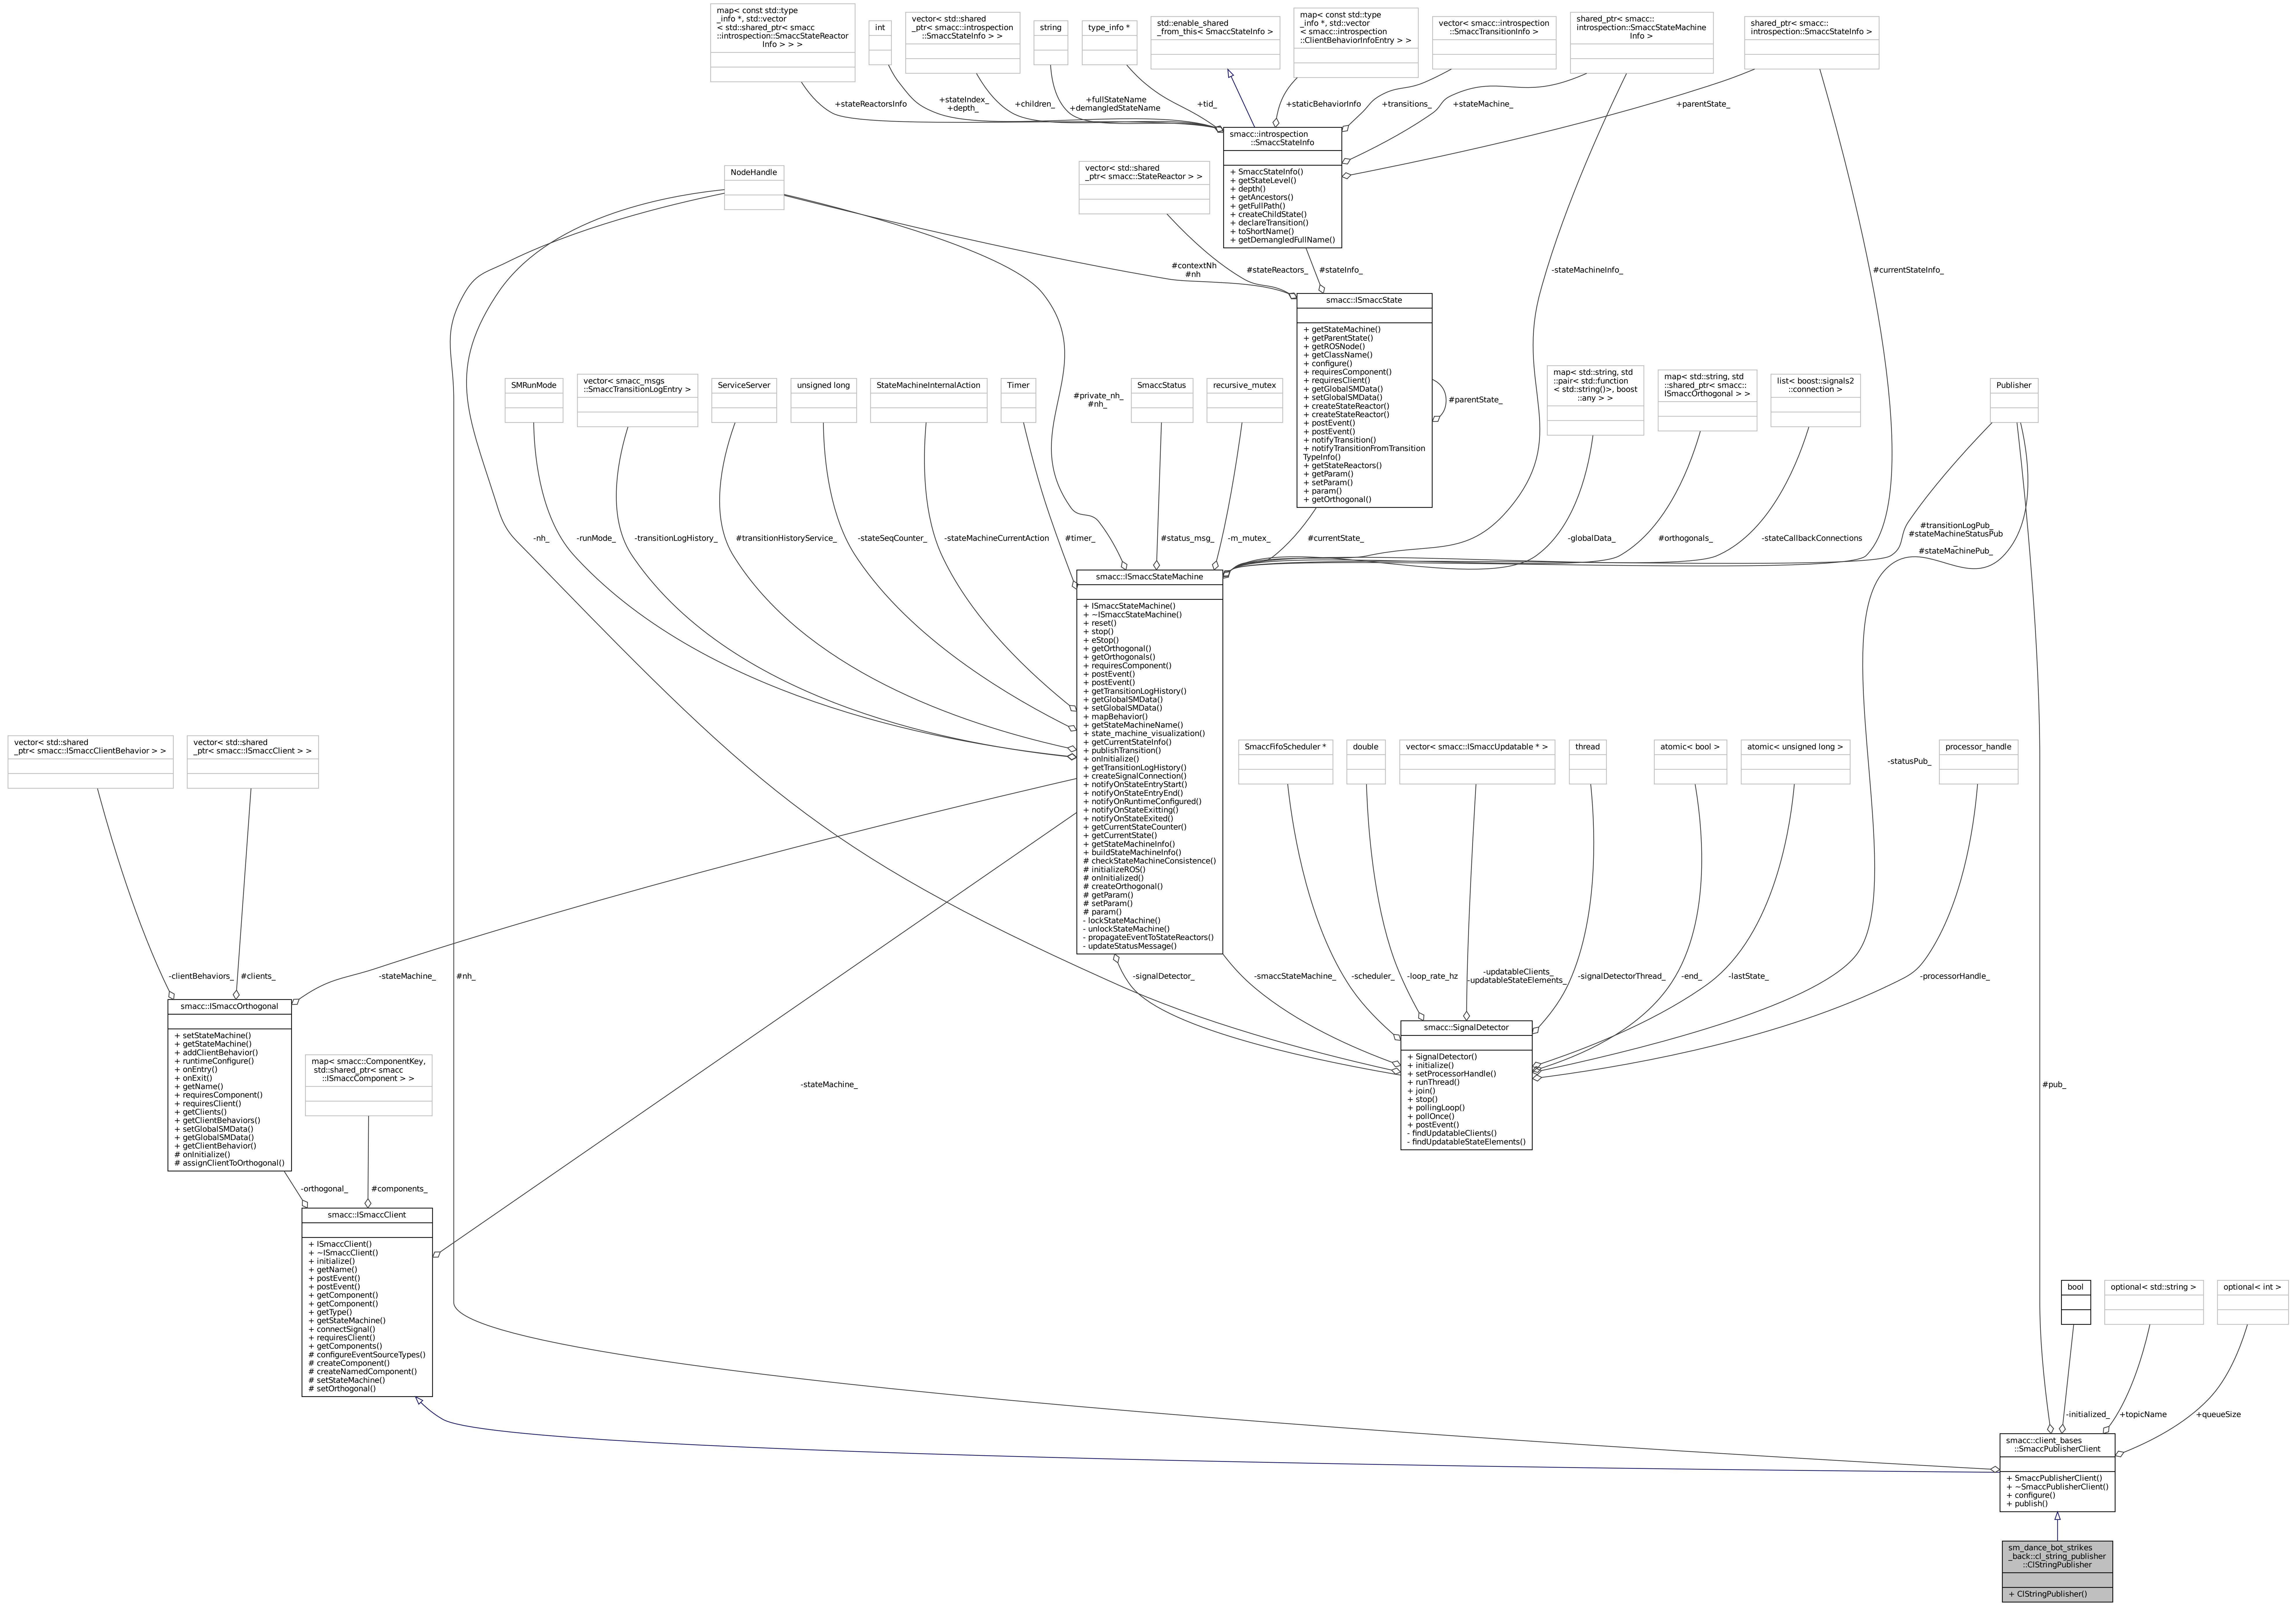 map< const std::type
_info *, std::vector
< std::shared_ptr< smacc
::introspection::SmaccStateReactor
Info > > >
int
vector< std::shared
_ptr< smacc::introspection
::SmaccStateInfo > >
string
type_info *
std::enable_shared
_from_this< SmaccStateInfo >
map< const std::type
_info *, std::vector
< smacc::introspection
::ClientBehaviorInfoEntry > >
vector< smacc::introspection
::SmaccTransitionInfo >
shared_ptr< smacc::
introspection::SmaccStateMachine
Info >
shared_ptr< smacc::
introspection::SmaccStateInfo >
+stateReactorsInfo
+stateIndex_
+depth_
+children_
+fullStateName
+demangledStateName
+tid_
+staticBehaviorInfo
+transitions_
+stateMachine_
+parentState_
smacc::introspection
::SmaccStateInfo
+ SmaccStateInfo()
+ getStateLevel()
+ depth()
+ getAncestors()
+ getFullPath()
+ createChildState()
+ declareTransition()
+ toShortName()
+ getDemangledFullName()
NodeHandle
vector< std::shared
_ptr< smacc::StateReactor > >
#contextNh
#nh
#stateReactors_
#stateInfo_
-stateMachineInfo_
#currentStateInfo_
smacc::ISmaccState
+ getStateMachine()
+ getParentState()
+ getROSNode()
+ getClassName()
+ configure()
+ requiresComponent()
+ requiresClient()
+ getGlobalSMData()
+ setGlobalSMData()
+ createStateReactor()
+ createStateReactor()
+ postEvent()
+ postEvent()
+ notifyTransition()
+ notifyTransitionFromTransition
TypeInfo()
+ getStateReactors()
+ getParam()
+ setParam()
+ param()
+ getOrthogonal()
#parentState_
SMRunMode
vector< smacc_msgs
::SmaccTransitionLogEntry >
ServiceServer
unsigned long
StateMachineInternalAction
Timer
#private_nh_
#nh_
SmaccStatus
recursive_mutex
map< std::string, std
::pair< std::function
< std::string()>, boost
::any > >
map< std::string, std
::shared_ptr< smacc::
ISmaccOrthogonal > >
list< boost::signals2
::connection >
Publisher
-nh_
-runMode_
-transitionLogHistory_
#transitionHistoryService_
-stateSeqCounter_
-stateMachineCurrentAction
#timer_
#status_msg_
-m_mutex_
#currentState_
-globalData_
#orthogonals_
-stateCallbackConnections
#transitionLogPub_
#stateMachineStatusPub
_
#stateMachinePub_
smacc::ISmaccStateMachine
+ ISmaccStateMachine()
+ ~ISmaccStateMachine()
+ reset()
+ stop()
+ eStop()
+ getOrthogonal()
+ getOrthogonals()
+ requiresComponent()
+ postEvent()
+ postEvent()
+ getTransitionLogHistory()
+ getGlobalSMData()
+ setGlobalSMData()
+ mapBehavior()
+ getStateMachineName()
+ state_machine_visualization()
+ getCurrentStateInfo()
+ publishTransition()
+ onInitialize()
+ getTransitionLogHistory()
+ createSignalConnection()
+ notifyOnStateEntryStart()
+ notifyOnStateEntryEnd()
+ notifyOnRuntimeConfigured()
+ notifyOnStateExitting()
+ notifyOnStateExited()
+ getCurrentStateCounter()
+ getCurrentState()
+ getStateMachineInfo()
+ buildStateMachineInfo()
# checkStateMachineConsistence()
# initializeROS()
# onInitialized()
# createOrthogonal()
# getParam()
# setParam()
# param()
- lockStateMachine()
- unlockStateMachine()
- propagateEventToStateReactors()
- updateStatusMessage()
vector< std::shared
_ptr< smacc::ISmaccClientBehavior > >
vector< std::shared
_ptr< smacc::ISmaccClient > >
SmaccFifoScheduler *
double
vector< smacc::ISmaccUpdatable * >
thread
atomic< bool >
atomic< unsigned long >
processor_handle
-statusPub_
-clientBehaviors_
#clients_
-stateMachine_
#nh_
-signalDetector_
-smaccStateMachine_
-scheduler_
-loop_rate_hz
-updatableClients_
-updatableStateElements_
-signalDetectorThread_
-end_
-lastState_
-processorHandle_
smacc::ISmaccOrthogonal
+ setStateMachine()
+ getStateMachine()
+ addClientBehavior()
+ runtimeConfigure()
+ onEntry()
+ onExit()
+ getName()
+ requiresComponent()
+ requiresClient()
+ getClients()
+ getClientBehaviors()
+ setGlobalSMData()
+ getGlobalSMData()
+ getClientBehavior()
# onInitialize()
# assignClientToOrthogonal()
map< smacc::ComponentKey,
std::shared_ptr< smacc
::ISmaccComponent > >
-stateMachine_
smacc::SignalDetector
+ SignalDetector()
+ initialize()
+ setProcessorHandle()
+ runThread()
+ join()
+ stop()
+ pollingLoop()
+ pollOnce()
+ postEvent()
- findUpdatableClients()
- findUpdatableStateElements()
#pub_
-orthogonal_
#components_
smacc::ISmaccClient
+ ISmaccClient()
+ ~ISmaccClient()
+ initialize()
+ getName()
+ postEvent()
+ postEvent()
+ getComponent()
+ getComponent()
+ getType()
+ getStateMachine()
+ connectSignal()
+ requiresClient()
+ getComponents()
# configureEventSourceTypes()
# createComponent()
# createNamedComponent()
# setStateMachine()
# setOrthogonal()
bool
optional< std::string >
optional< int >
-initialized_
+topicName
+queueSize
smacc::client_bases
::SmaccPublisherClient
+ SmaccPublisherClient()
+ ~SmaccPublisherClient()
+ configure()
+ publish()
sm_dance_bot_strikes
_back::cl_string_publisher
::ClStringPublisher
+ ClStringPublisher()